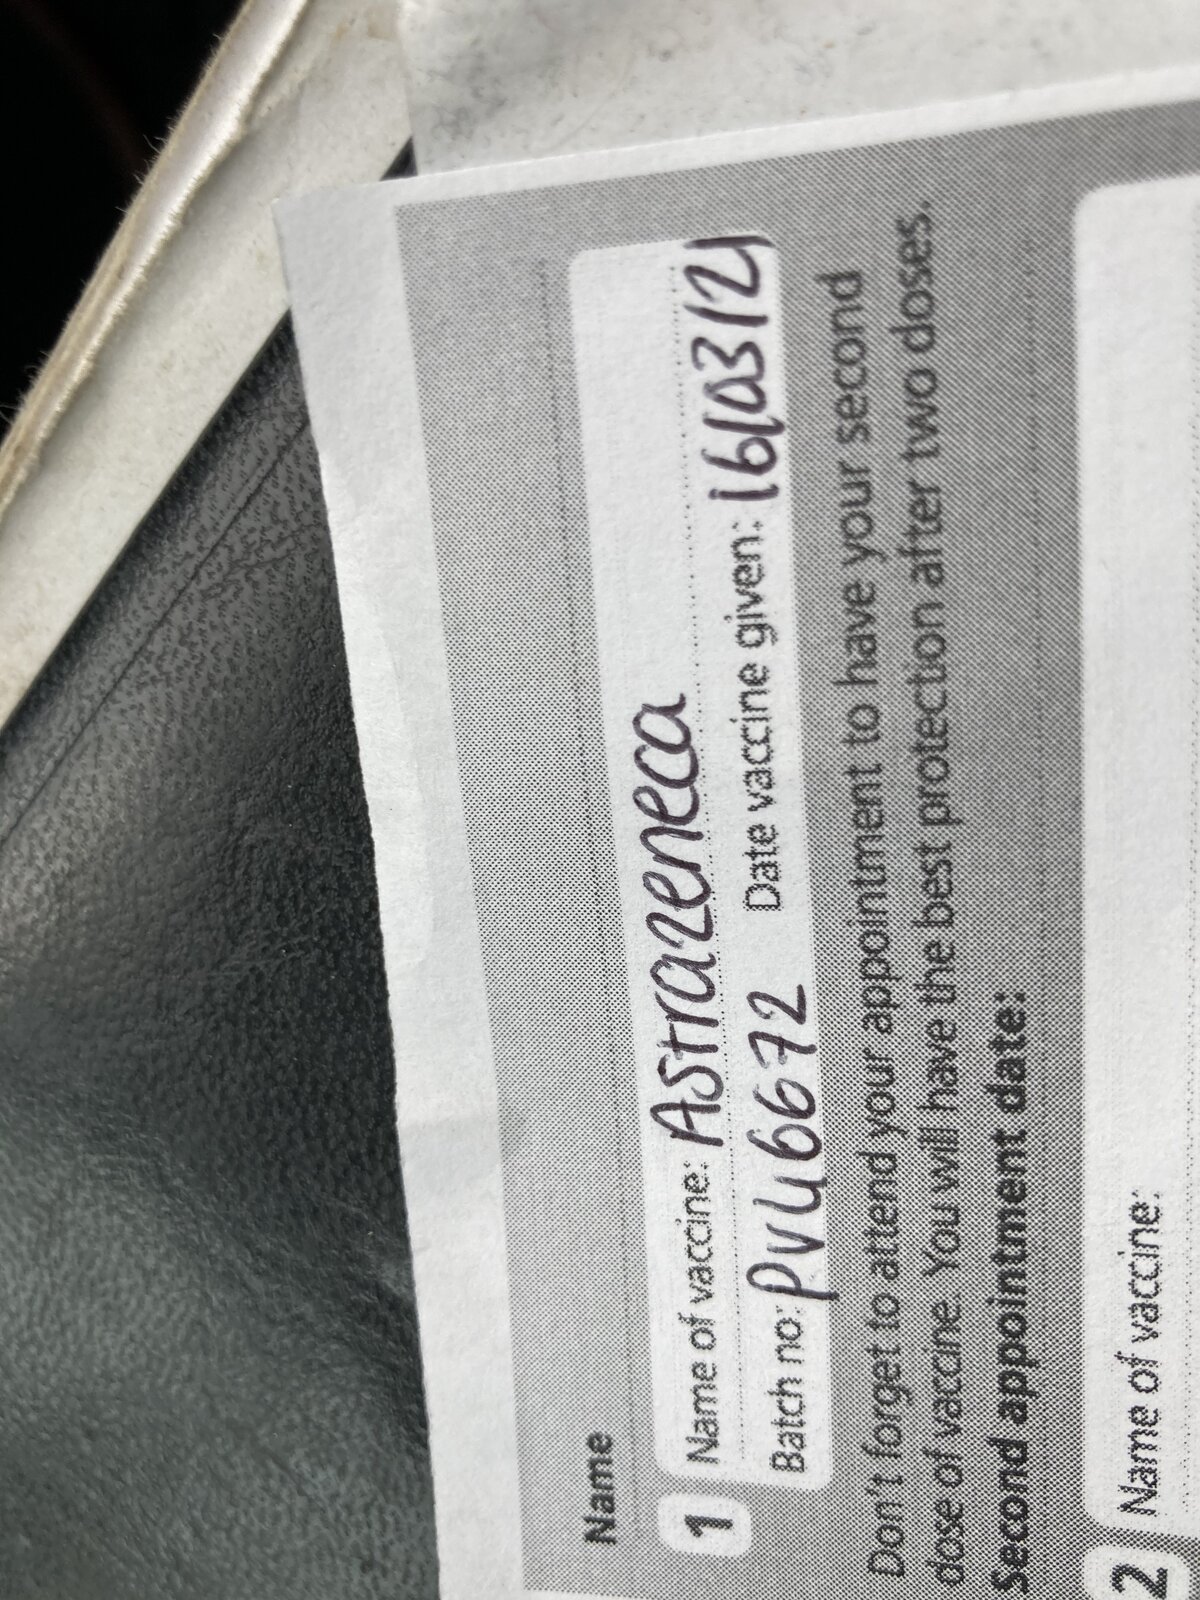 Name
1 Name of vaccine: Astrazeneca
Batch no: PV46672 Date vaccine given: 16/03/21
Don't forget to attend your appointment to have your second
dose of vaccine. You will have the best protection after two doses.
Second appointment date:
2 Name of vaccine: